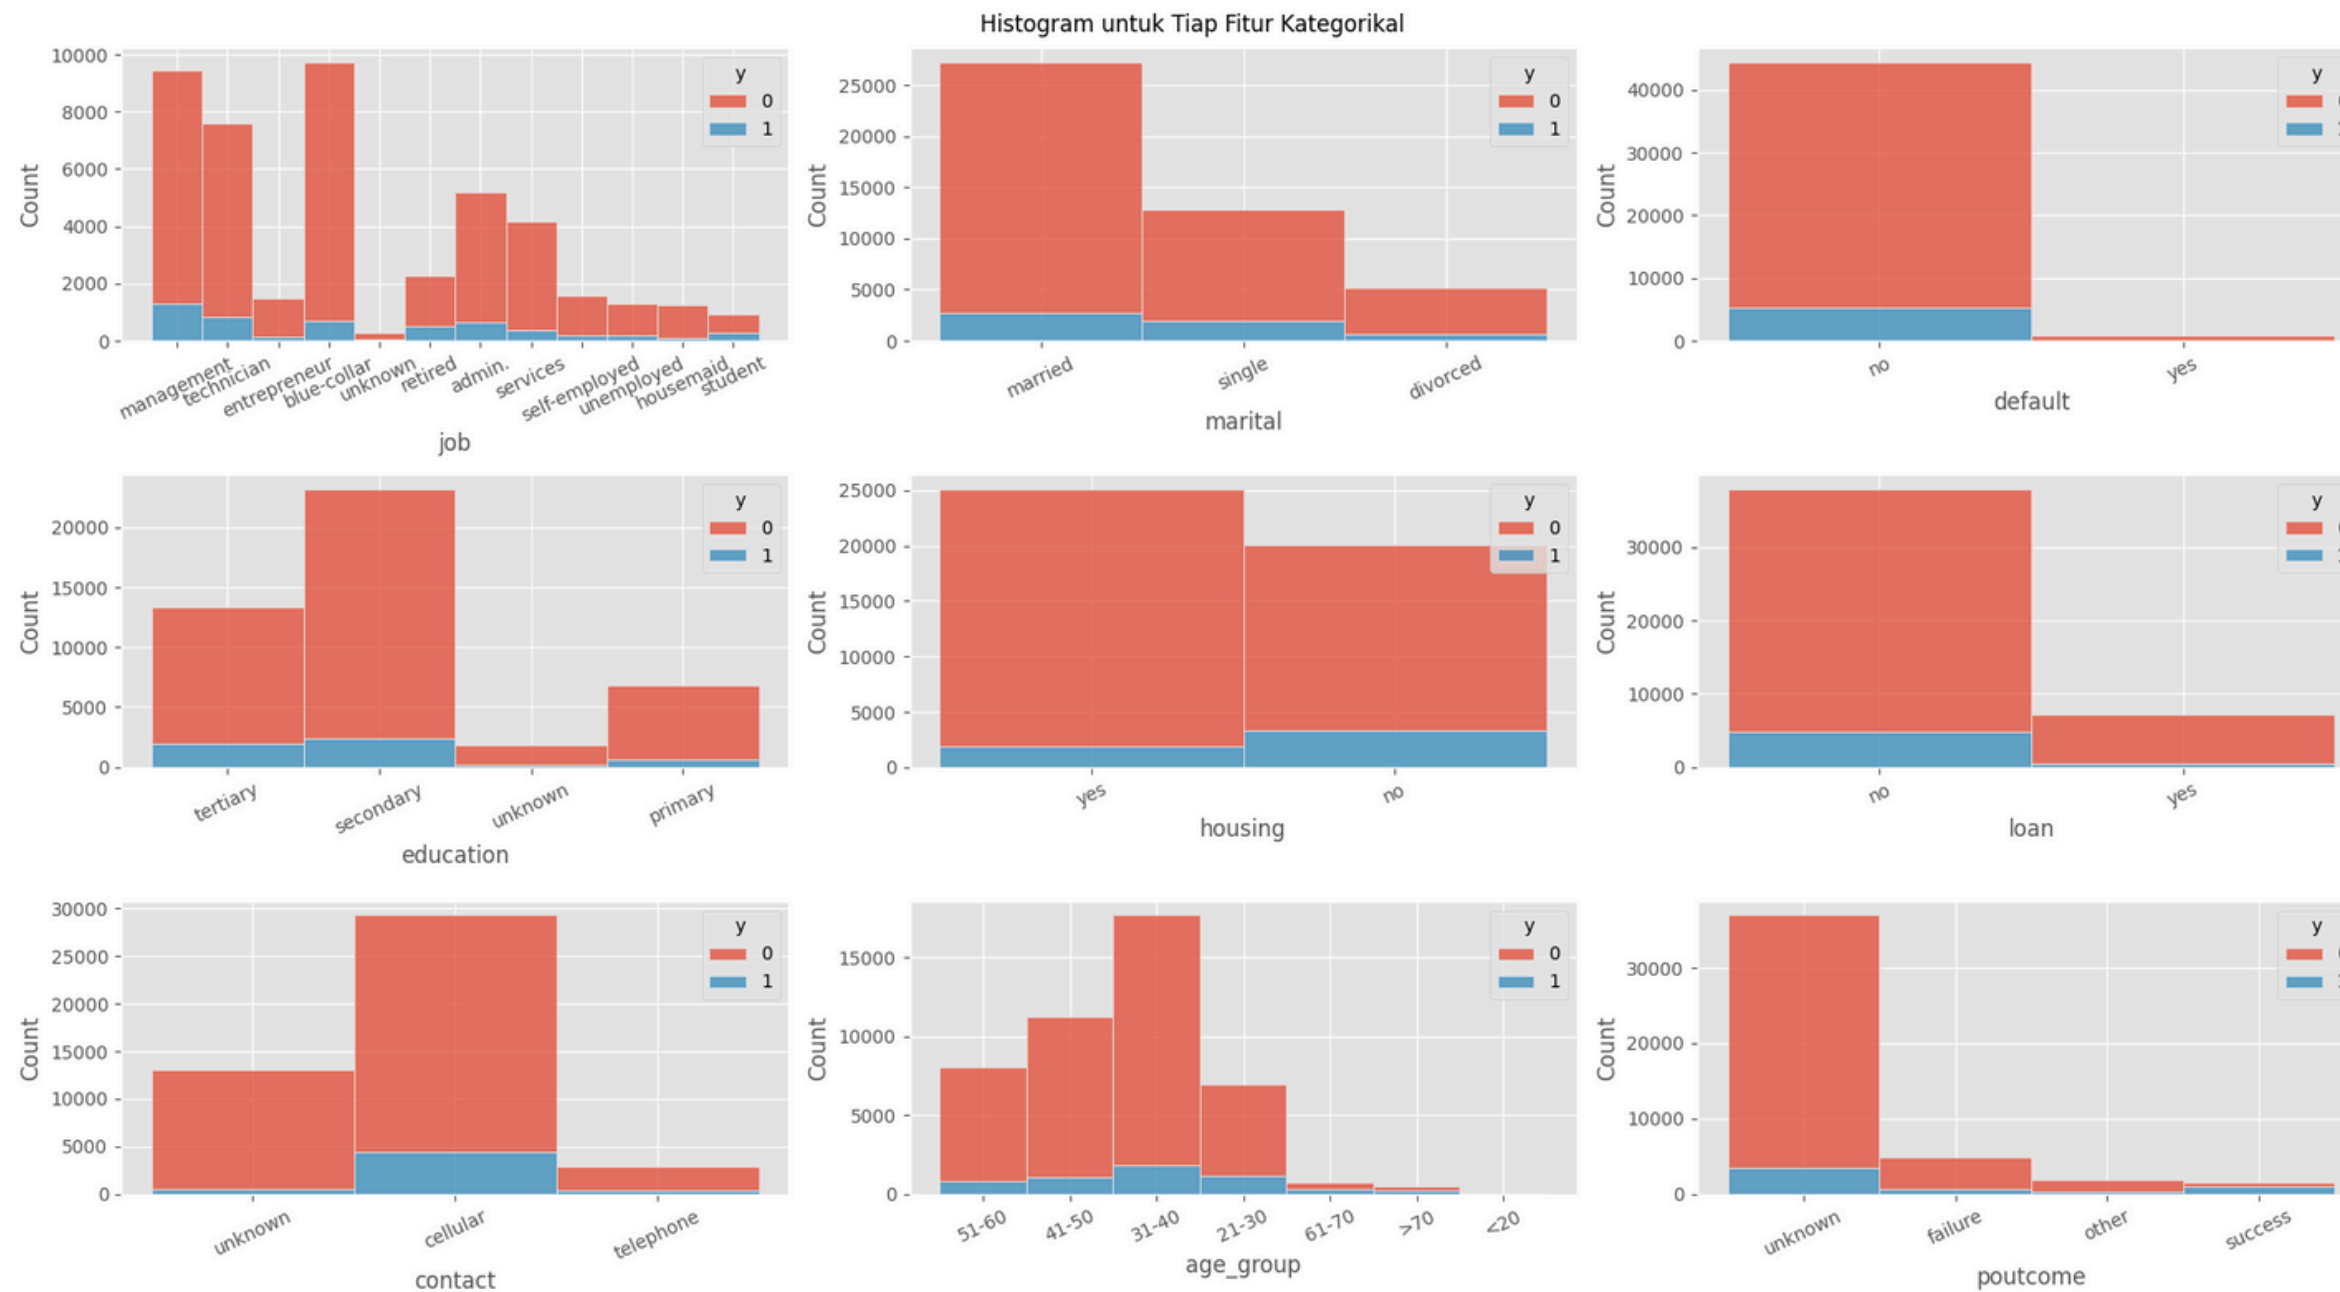 Histogram untuk Tiap Fitur Kategorikal
10000
8000
6000
4000
2000
0
Count
y
0
1
management
technician
entrepreneur
blue-collar
unknown
retired
admin.
services
self-employed
unemployed
housemaid
student
job
25000
20000
15000
10000
5000
0
Count
y
0
1
married
single
divorced
marital
40000
30000
20000
10000
0
Count
y
no
yes
default
20000
15000
10000
5000
0
Count
y
0
1
tertiary
secondary
unknown
primary
education
25000
20000
15000
10000
5000
0
Count
y
0
1
yes
no
housing
30000
20000
10000
0
Count
y
no
yes
loan
30000
25000
20000
15000
10000
5000
0
Count
y
0
1
unknown
cellular
telephone
contact
15000
10000
5000
0
Count
y
0
1
51-60
41-50
31-40
21-30
61-70
>70
<20
age_group
30000
20000
10000
0
Count
y
unknown
failure
other
success
poutcome